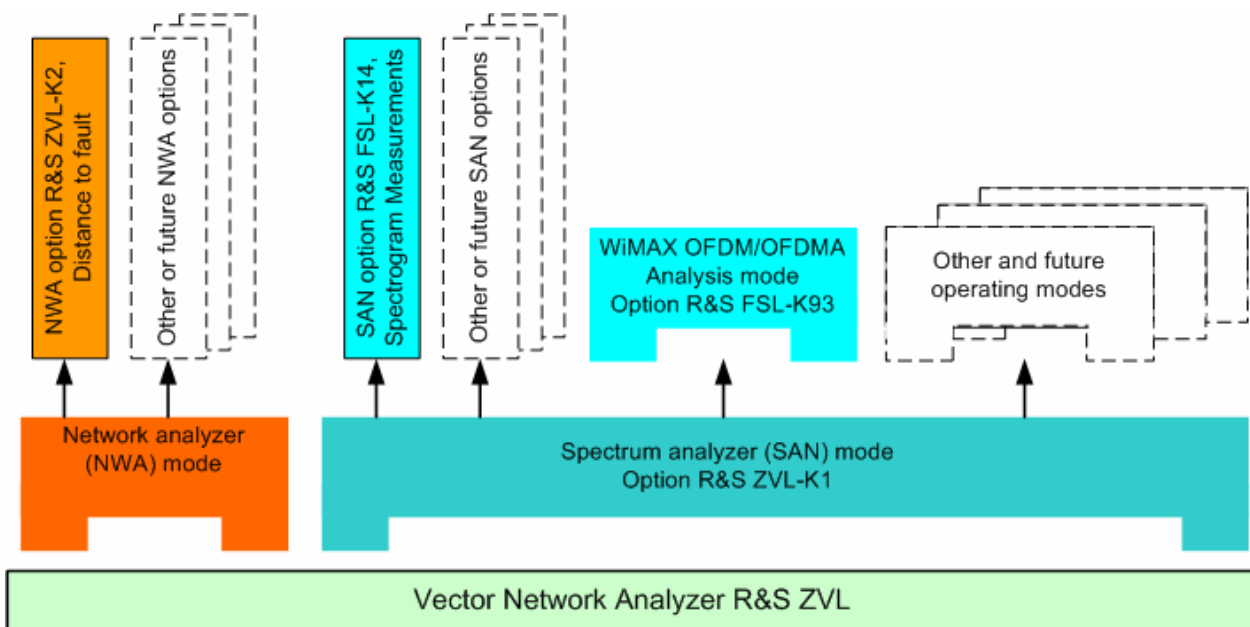 NWA option R&S ZVL-K2,
Distance to fault
Other or future NWA options
SAN option R&S FSL-K14,
Spectrogram Measurements
Other or future SAN options
WiMAX OFDM/OFDMA
Analysis mode
Option R&S FSL-K93
Other and future
operating modes
Network analyzer
(NWA) mode
Spectrum analyzer (SAN) mode
Option R&S ZVL-K1
Vector Network Analyzer R&S ZVL